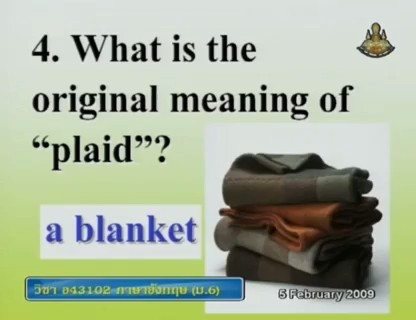 4. What is the
original meaning of
“plaid”?
a blanket
วิชา อ43102 ภาษาอังกฤษ (ม.6)
5 February 2009